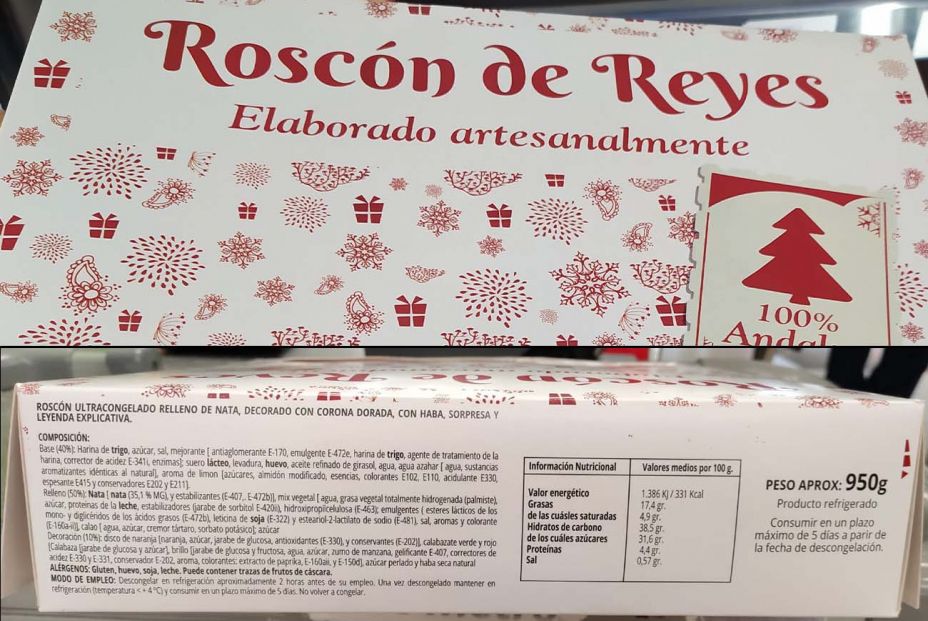 Roscón de Reyes
Elaborado artesanalmente
100%
ROSCÓN ULTRACONGELADO RELLENO DE NATA, DECORADO CON CORONA DORADA, CON HABA, SORPRESA Y
LEYENDA EXPLICATIVA.
COMPOSICIÓN:
Base (40%): Harina de trigo, azúcar, sal, mejorante [ antiaglomerante E-170, emulgente E-472e, harina de trigo, agente de tratamiento de la
harina, corrector de acidez E-341i, enzimas]; suero lácteo, levadura, huevo, aceite refinado de girasol, agua, agua azahar [ agua, sustancias
aromatizantes idénticas al natural], aroma de limon [azúcares, almidón modificado, esencias, colorantes E102, E110, acidulante E330,
espesante E415 y conservadores E202 y E211].
Relleno (50%): Nata [ nata (35,1 % MG), y estabilizantes (E-407, E-472b)], mix vegetal [ agua, grasa vegetal totalmente hidrogenada (palmiste),
azúcar, proteínas de la leche, estabilizadores (jarabe de sorbitol E-420ii), hidroxipropilcelulosa (E-463); emulgentes ( esteres lácticos de los
mono- y diglicéridos de los ácidos grasos (E-472b), leticina de soja (E-322) y esteanol-2-lactilato de sodio (E-481), sal, aromas y colorante
(E-160a-ii)], calao [ agua, azúcar, cremor tártaro, sorbato potásico]; azúcar
Decoración (10%): disco de naranja [naranja, azúcar, jarabe de glucosa, antioxidantes (E-330), y conservantes (E-202)], calabazate verde y rojo
[Calabaza (jarabe de glucosa y azúcar], brillo [jarabe de glucosa y fructosa, agua, azúcar, zumo de manzana, gelificante E-407, correctores de
acidez E-330 y E-331, conservador E-202, aroma, colorantes: extracto de paprika, E-160aii, y E-150d], azúcar perlado y haba seca natural
ALÉRGENOS: Gluten, huevo, soja, leche. Puede contener trazas de frutos de cáscara.
MODO DE EMPLEO: Descongelar en refrigeración aproximadamente 2 horas antes de su empleo. Una vez descongelado mantener en
refrigeración (temperatura < + 4 ºC) y consumir en un plazo máximo de 5 días. No volver a congelar.
Información Nutricional Valores medios por 100 g.
Valor energético 1.386 KJ / 331 Kcal
Grasas 17,4 gr.
de las cuáles saturadas 4,9 gr.
Hidratos de carbono 38,5 gr.
de los cuáles azúcares 31,6 gr.
Proteínas 4,4 gr.
Sal 0,57 gr.
PESO APROX: 950g
Producto refrigerado
Consumir en un plazo
máximo de 5 días a partir de
la fecha de descongelación.